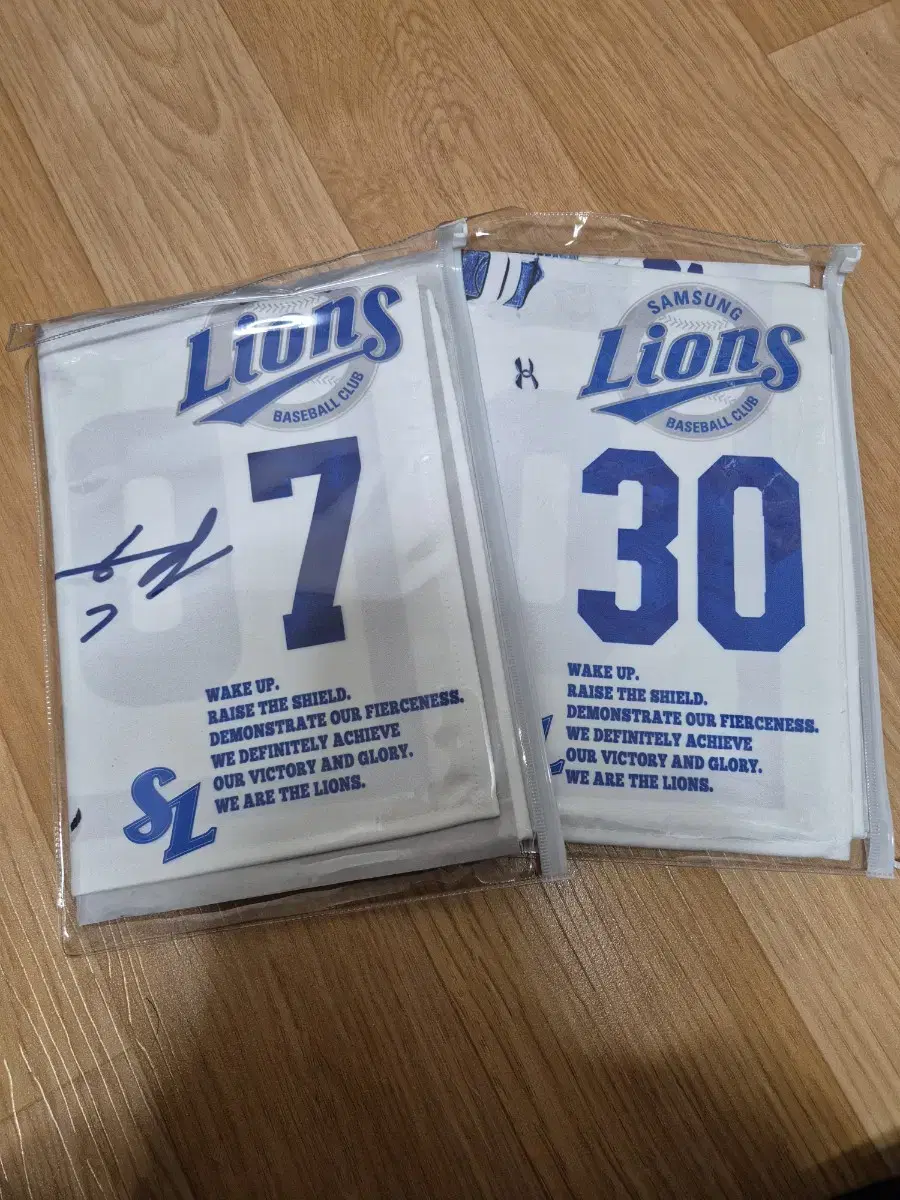 Lions
BASEBALL CLUB
7
7
WAKE UP.
RAISE THE SHIELD.
DEMONSTRATE OUR FIERCENESS.
WE DEFINITELY ACHIEVE
OUR VICTORY AND GLORY.
WE ARE THE LIONS.
SL
SAMSUNG
Lions
BASEBALL CLUB
30
WAKE UP.
RAISE THE SHIELD.
DEMONSTRATE OUR FIERCENESS.
WE DEFINITELY ACHIEVE
OUR VICTORY AND GLORY.
WE ARE THE LIONS.